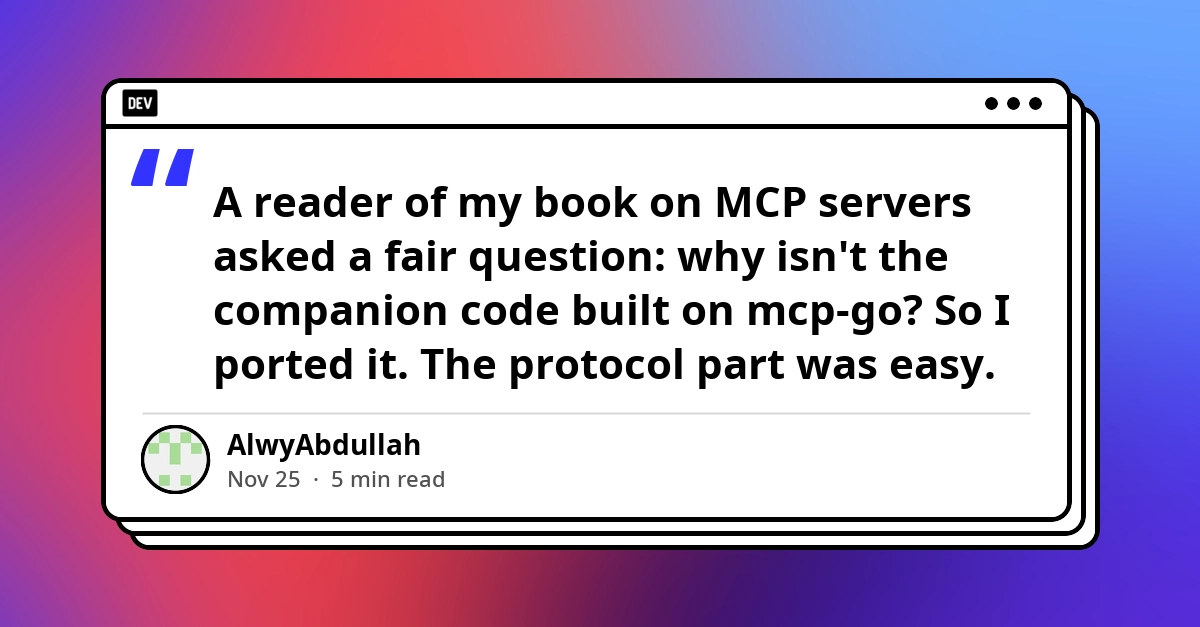 DEV
“
A reader of my book on MCP servers
asked a fair question: why isn't the
companion code built on mcp-go? So I
ported it. The protocol part was easy.
AlwyAbdullah
Nov 25 · 5 min read